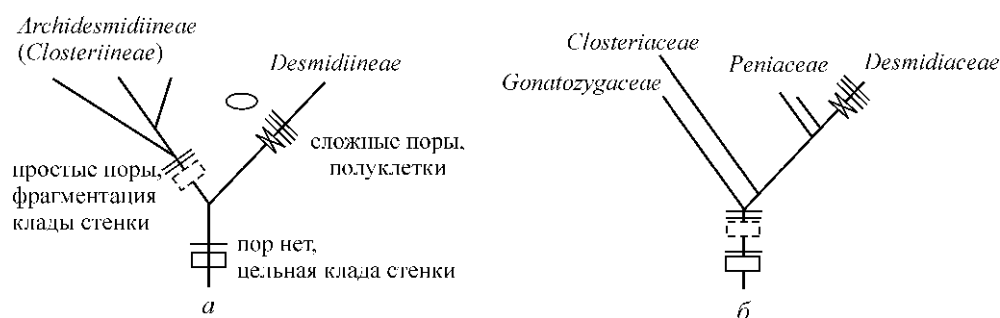 Archidesmidiineae
(Closteriineae)
Desmidiineae
простые поры,
фрагментация
клады стенки
сложные поры,
полуклетки
пор нет,
цельная клада стенки
а
Closteriaceae
Gonatozygaceae
Peniaceae
Desmidiaceae
б